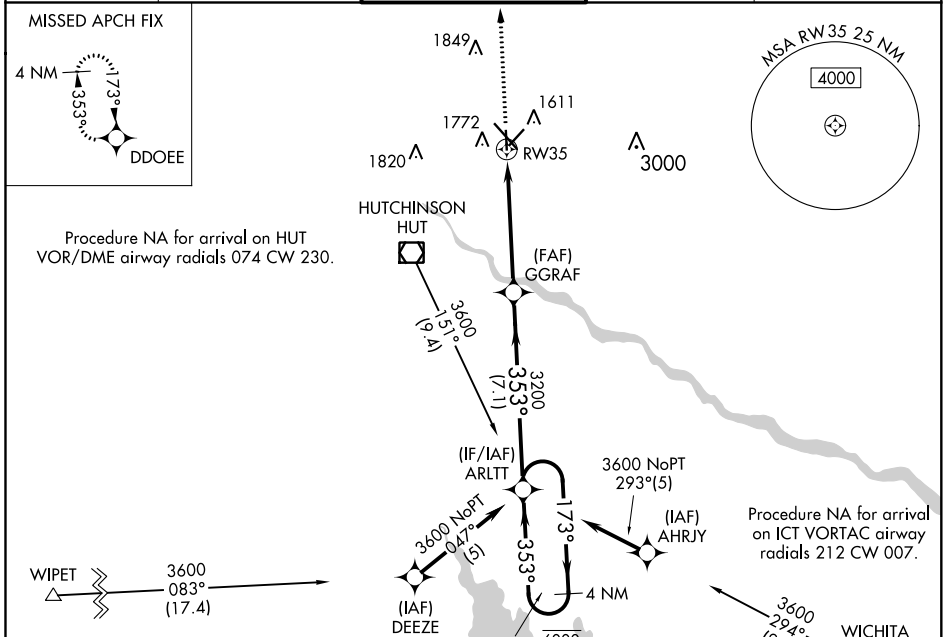 MISSED APCH FIX
4 NM
353°
173°
DDOEE
1849
1772
1611
1820
RW35
3000
MSA RW35 25 NM
4000
HUTCHINSON
HUT
Procedure NA for arrival on HUT
VOR/DME airway radials 074 CW 230.
(FAF)
GGRAF
3600
151°
(9.4)
3200
353°
(7.1)
(IF/IAF)
ARLTT
3600 NoPT
293°(5)
(IAF)
AHRJY
Procedure NA for arrival
on ICT VORTAC airway
radials 212 CW 007.
3600 NoPT
047°
(5)
353°
173°
4 NM
WIPET
3600
083°
(17.4)
(IAF)
DEEZE
3600
294°
WICHITA